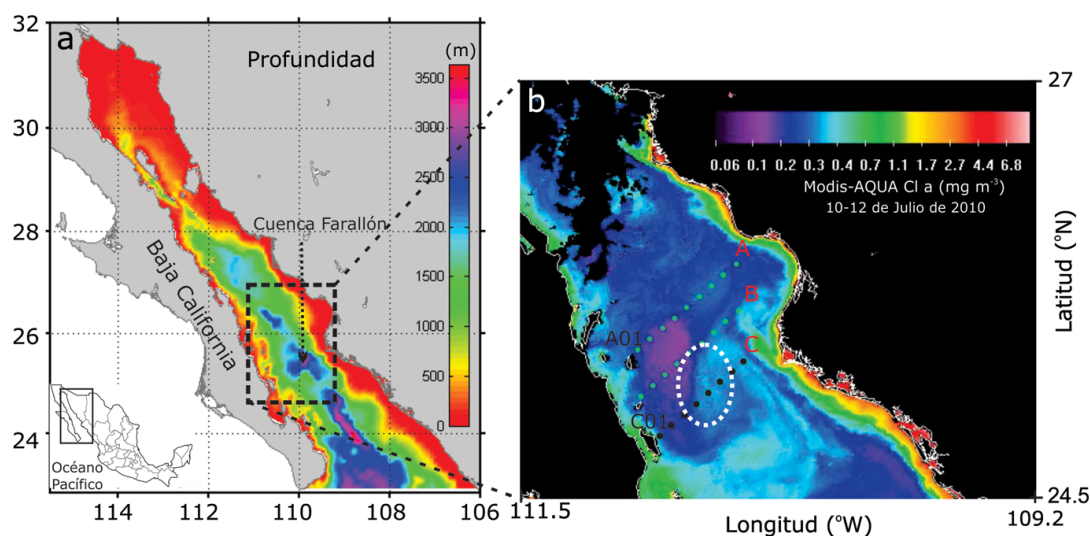 a
Profundidad
(m)
3500
3000
2500
2000
1500
1000
500
0
Cuenca Farallón
Baja California
Océano
Pacífico
32
30
28
26
24
114
112
110
108
106
b
0.06 0.1 0.2 0.3 0.4 0.7 1.1 1.7 2.7 4.4 6.8
Modis-AQUA Cl a (mg m⁻³)
10-12 de Julio de 2010
A
B
C
A01
C01
27
Latitud (°N)
24.5
111.5
Longitud (°W)
109.2